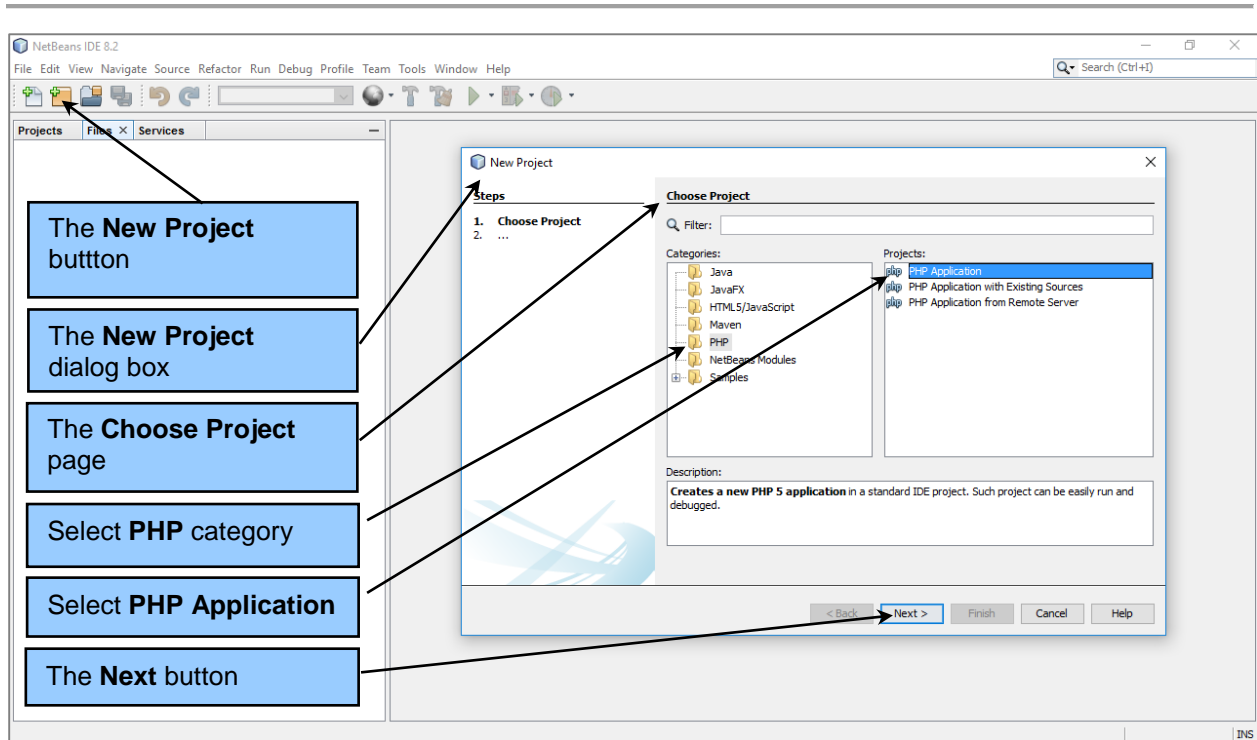 NetBeans IDE 8.2
File Edit View Navigate Source Refactor Run Debug Profile Team Tools Window Help
Search (Ctrl+I)
Projects Files Services
The New Project
buttton
The New Project
dialog box
The Choose Project
page
Select PHP category
Select PHP Application
The Next button
New Project
Steps
1. Choose Project
2. ...
Choose Project
Filter:
Categories:
Java
JavaFX
HTML5/JavaScript
Maven
PHP
NetBeans Modules
Samples
Projects:
php PHP Application
php PHP Application with Existing Sources
php PHP Application from Remote Server
Description:
Creates a new PHP 5 application in a standard IDE project. Such project can be easily run and
debugged.
< Back Next > Finish Cancel Help
INS